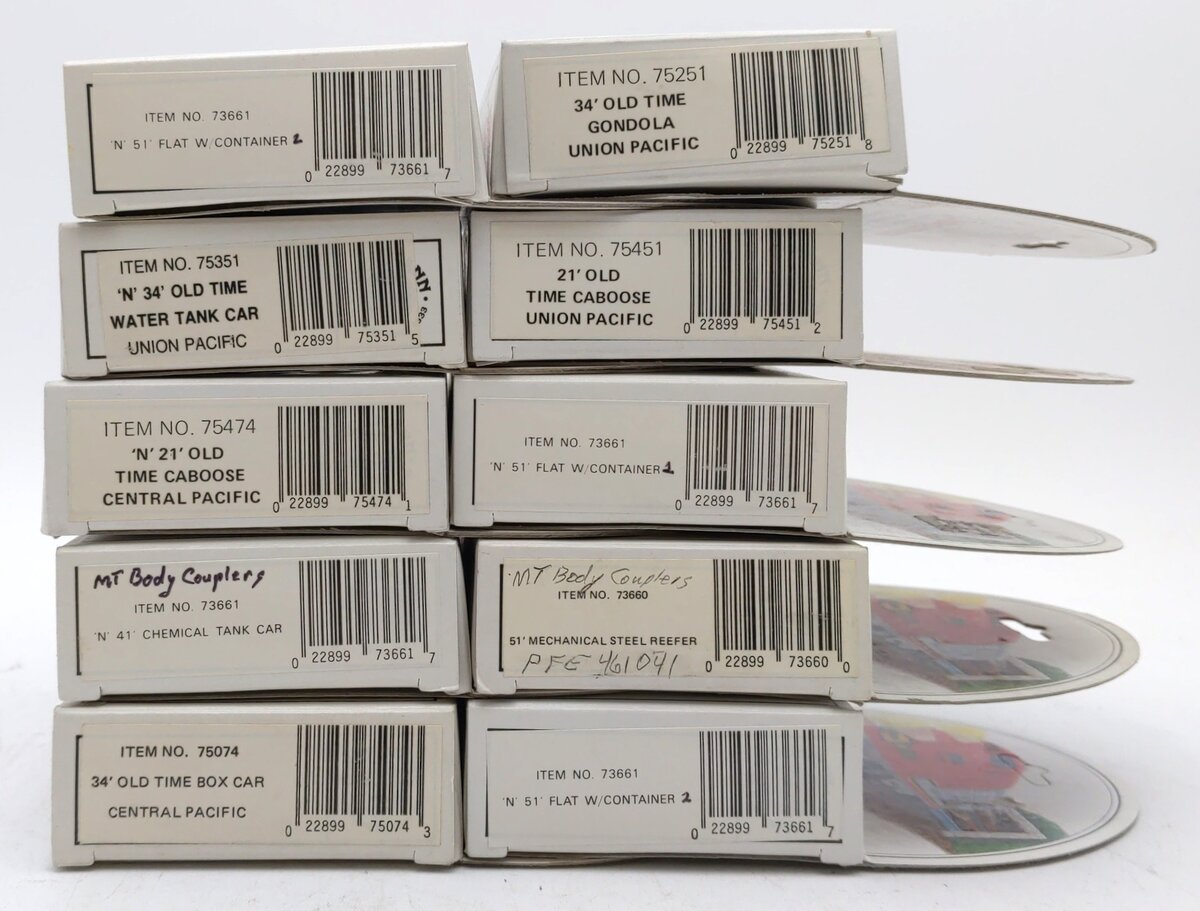 ITEM NO. 73661
'N' 51' FLAT W/CONTAINER 2
0 22899 73661 7
ITEM NO. 75251
34' OLD TIME
GONDOLA
UNION PACIFIC
0 22899 75251 8
ITEM NO. 75351
'N' 34' OLD TIME
WATER TANK CAR
UNION PACIFIC
0 22899 75351 5
ITEM NO. 75451
21' OLD
TIME CABOOSE
UNION PACIFIC
0 22899 75451 2
ITEM NO. 75474
'N' 21' OLD
TIME CABOOSE
CENTRAL PACIFIC
0 22899 75474 1
ITEM NO. 73661
'N' 51' FLAT W/CONTAINER 1
0 22899 73661 7
MT Body Couplers
ITEM NO. 73661
'N' 41' CHEMICAL TANK CAR
0 22899 73661 7
MT Body Couplers
ITEM NO. 73660
51' MECHANICAL STEEL REEFER
PFE 461041
0 22899 73660 0
ITEM NO. 75074
34' OLD TIME BOX CAR
CENTRAL PACIFIC
0 22899 75074 3
ITEM NO. 73661
'N' 51' FLAT W/CONTAINER 2
0 22899 73661 7